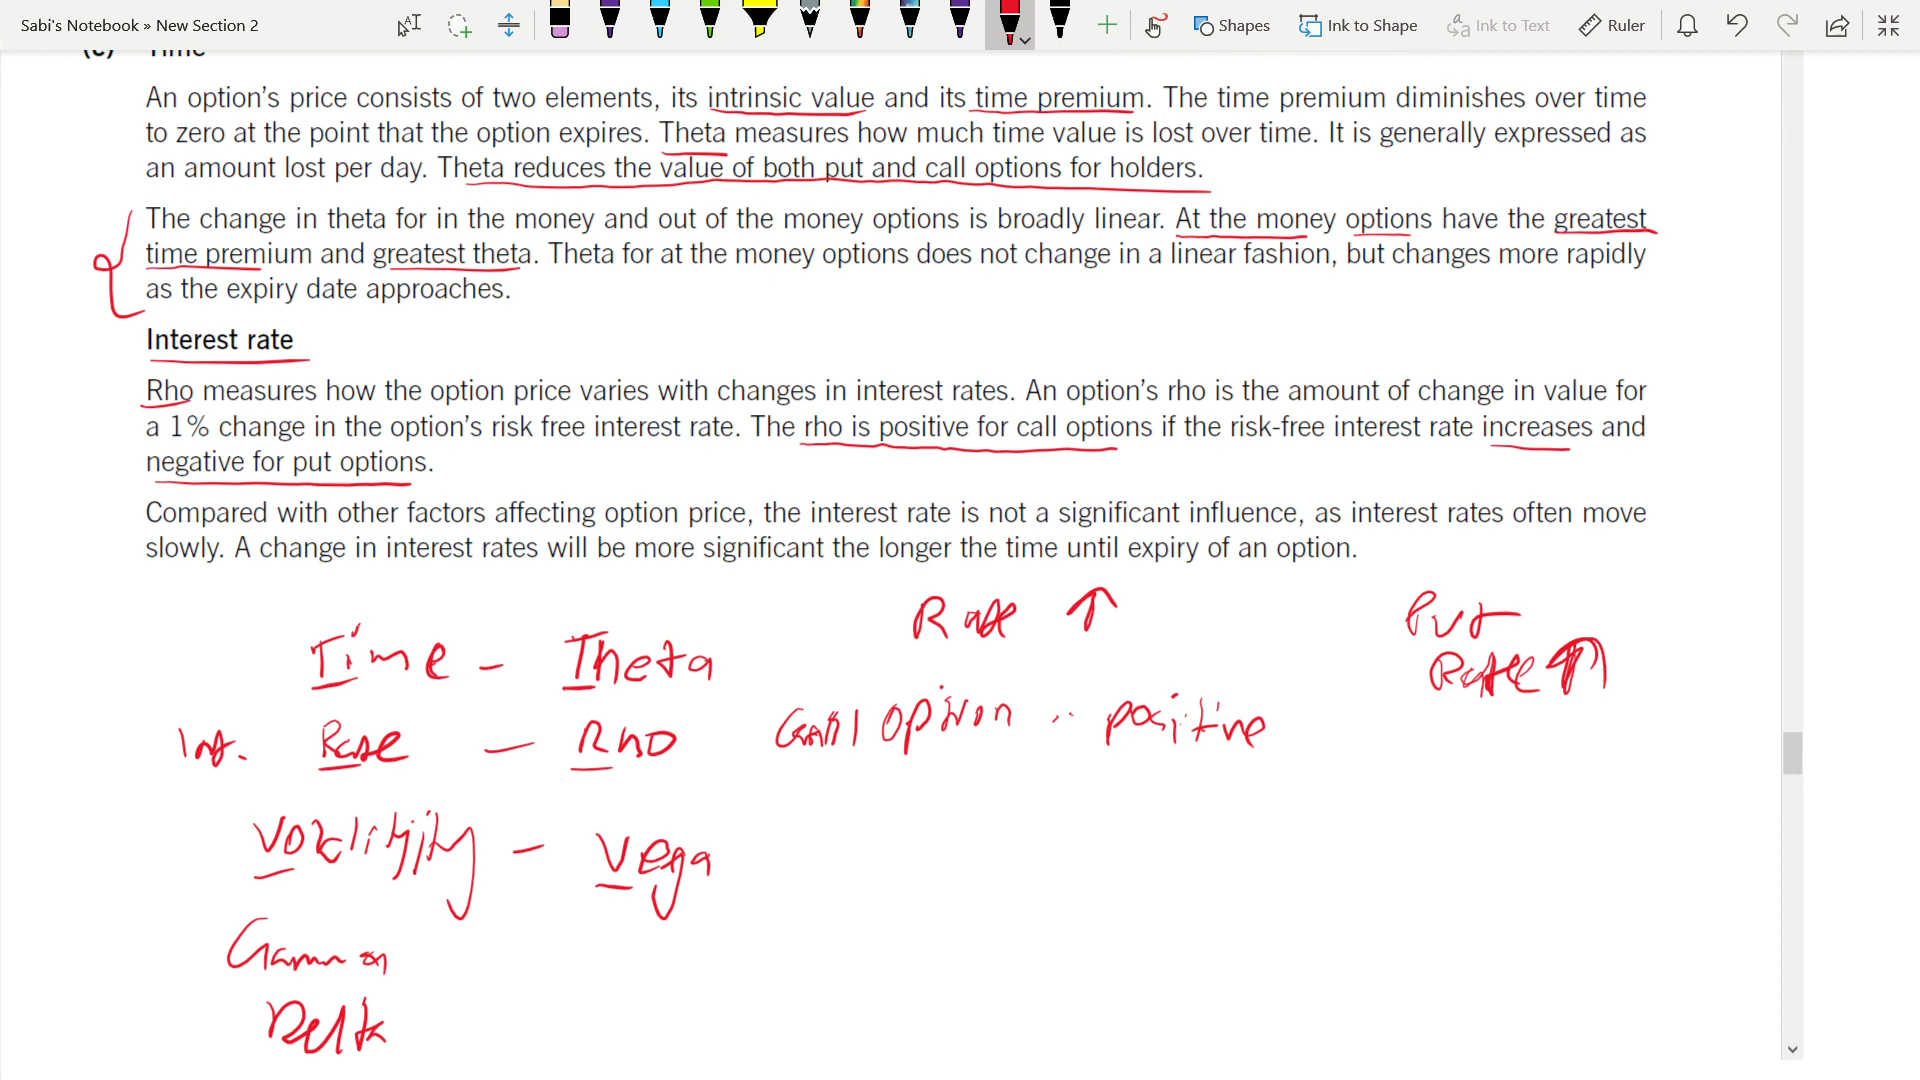 Sabi's Notebook » New Section 2
Shapes
Ink to Shape
Ink to Text
Ruler
(c) Time
An option's price consists of two elements, its intrinsic value and its time premium. The time premium diminishes over time
to zero at the point that the option expires. Theta measures how much time value is lost over time. It is generally expressed as
an amount lost per day. Theta reduces the value of both put and call options for holders.
The change in theta for in the money and out of the money options is broadly linear. At the money options have the greatest
time premium and greatest theta. Theta for at the money options does not change in a linear fashion, but changes more rapidly
as the expiry date approaches.
Interest rate
Rho measures how the option price varies with changes in interest rates. An option's rho is the amount of change in value for
a 1% change in the option's risk free interest rate. The rho is positive for call options if the risk-free interest rate increases and
negative for put options.
Compared with other factors affecting option price, the interest rate is not a significant influence, as interest rates often move
slowly. A change in interest rates will be more significant the longer the time until expiry of an option.
Rate ↑
Put
Rate ↑
Time - Theta
Call option .. positive
Int. Rate - Rho
- Vega
Delta